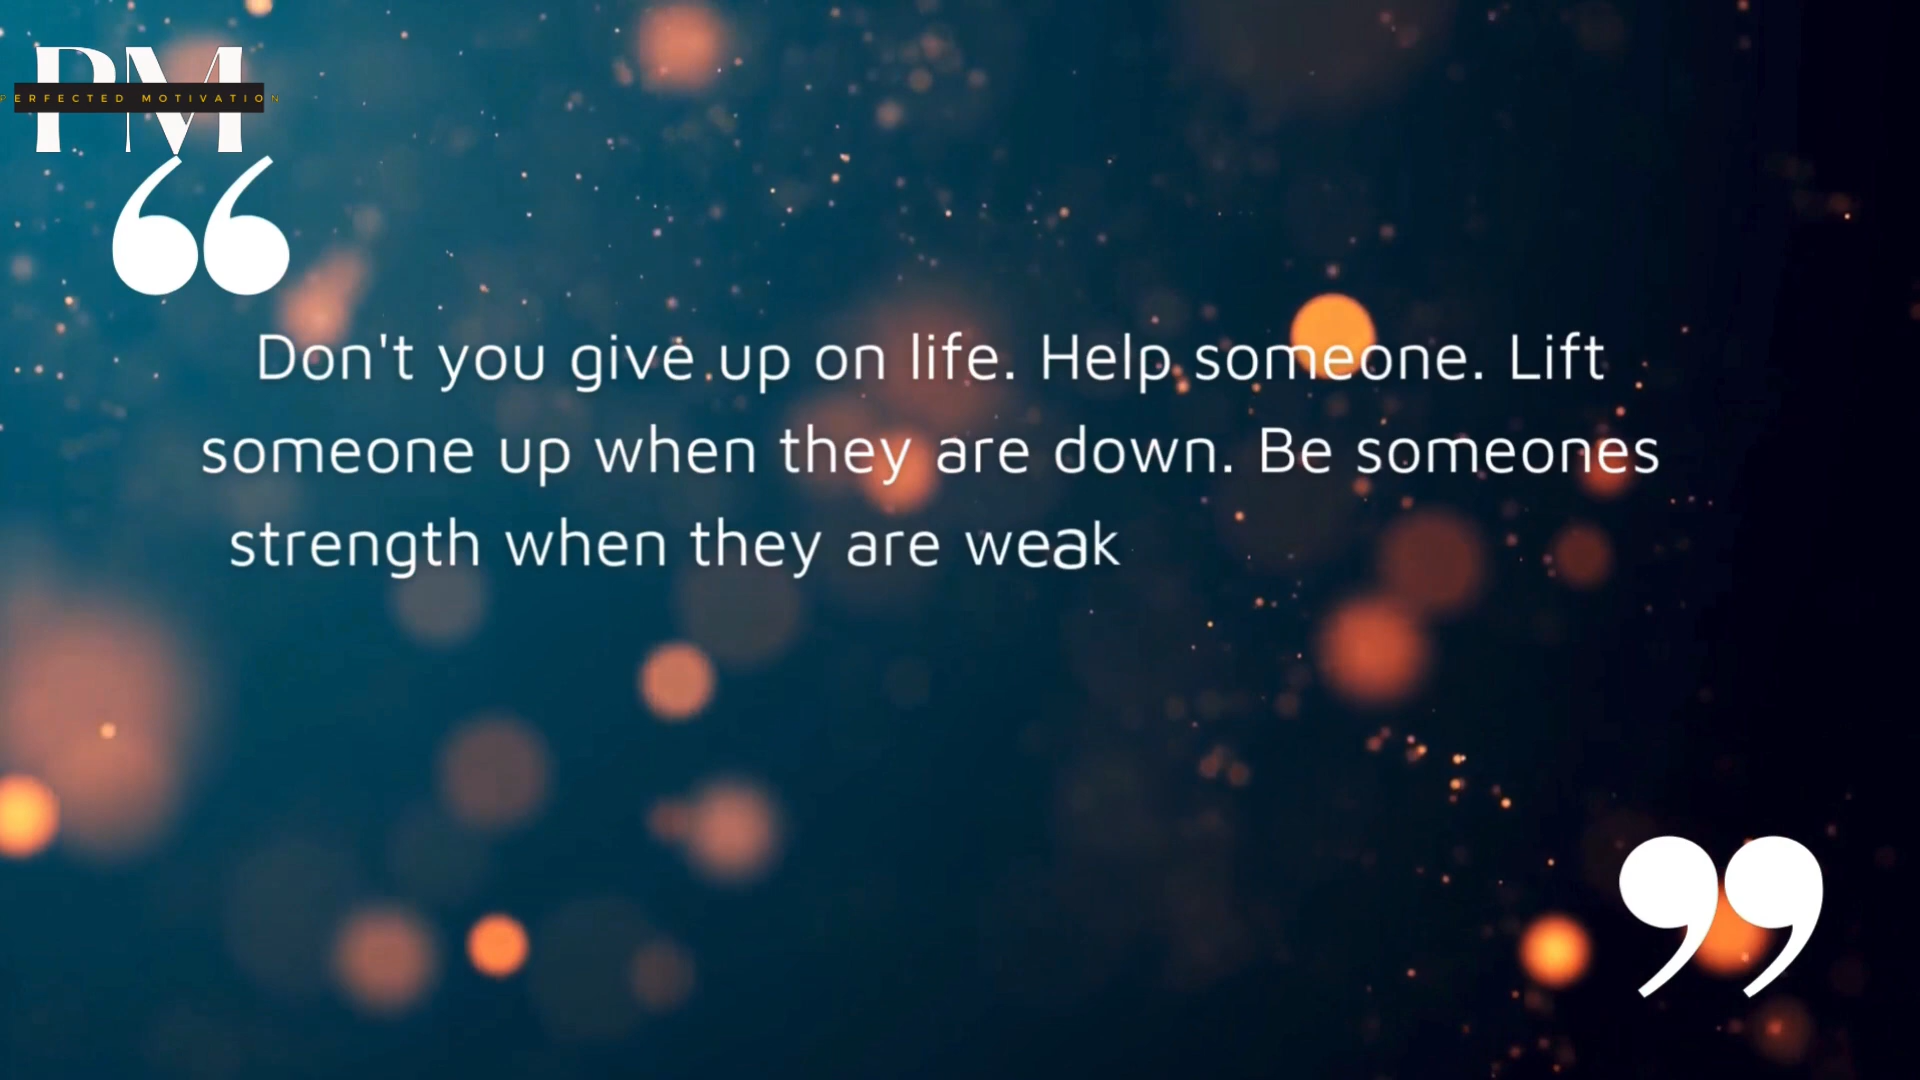 PM
PERFECTED MOTIVATION
“
Don't you give up on life. Help someone. Lift
someone up when they are down. Be someones
strength when they are weak
”